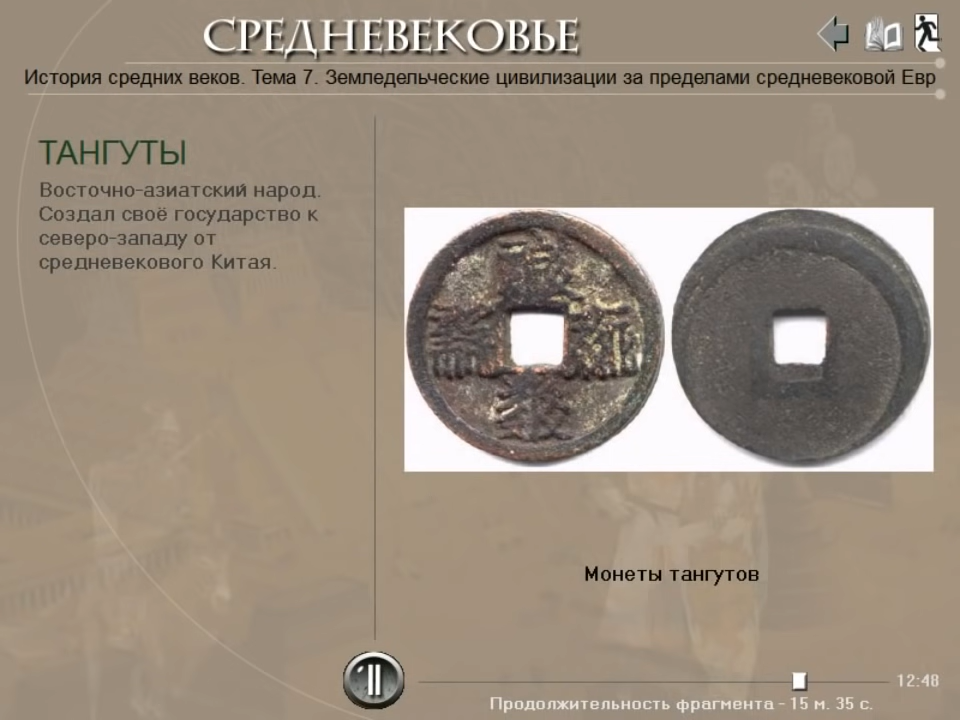 СРЕДНЕВЕКОВЬЕ
История средних веков. Тема 7. Земледельческие цивилизации за пределами средневековой Евр
ТАНГУТЫ
Восточно-азиатский народ.
Создал своё государство к
северо-западу от
средневекового Китая.
Монеты тангутов
12:48
Продолжительность фрагмента - 15 м. 35 с.